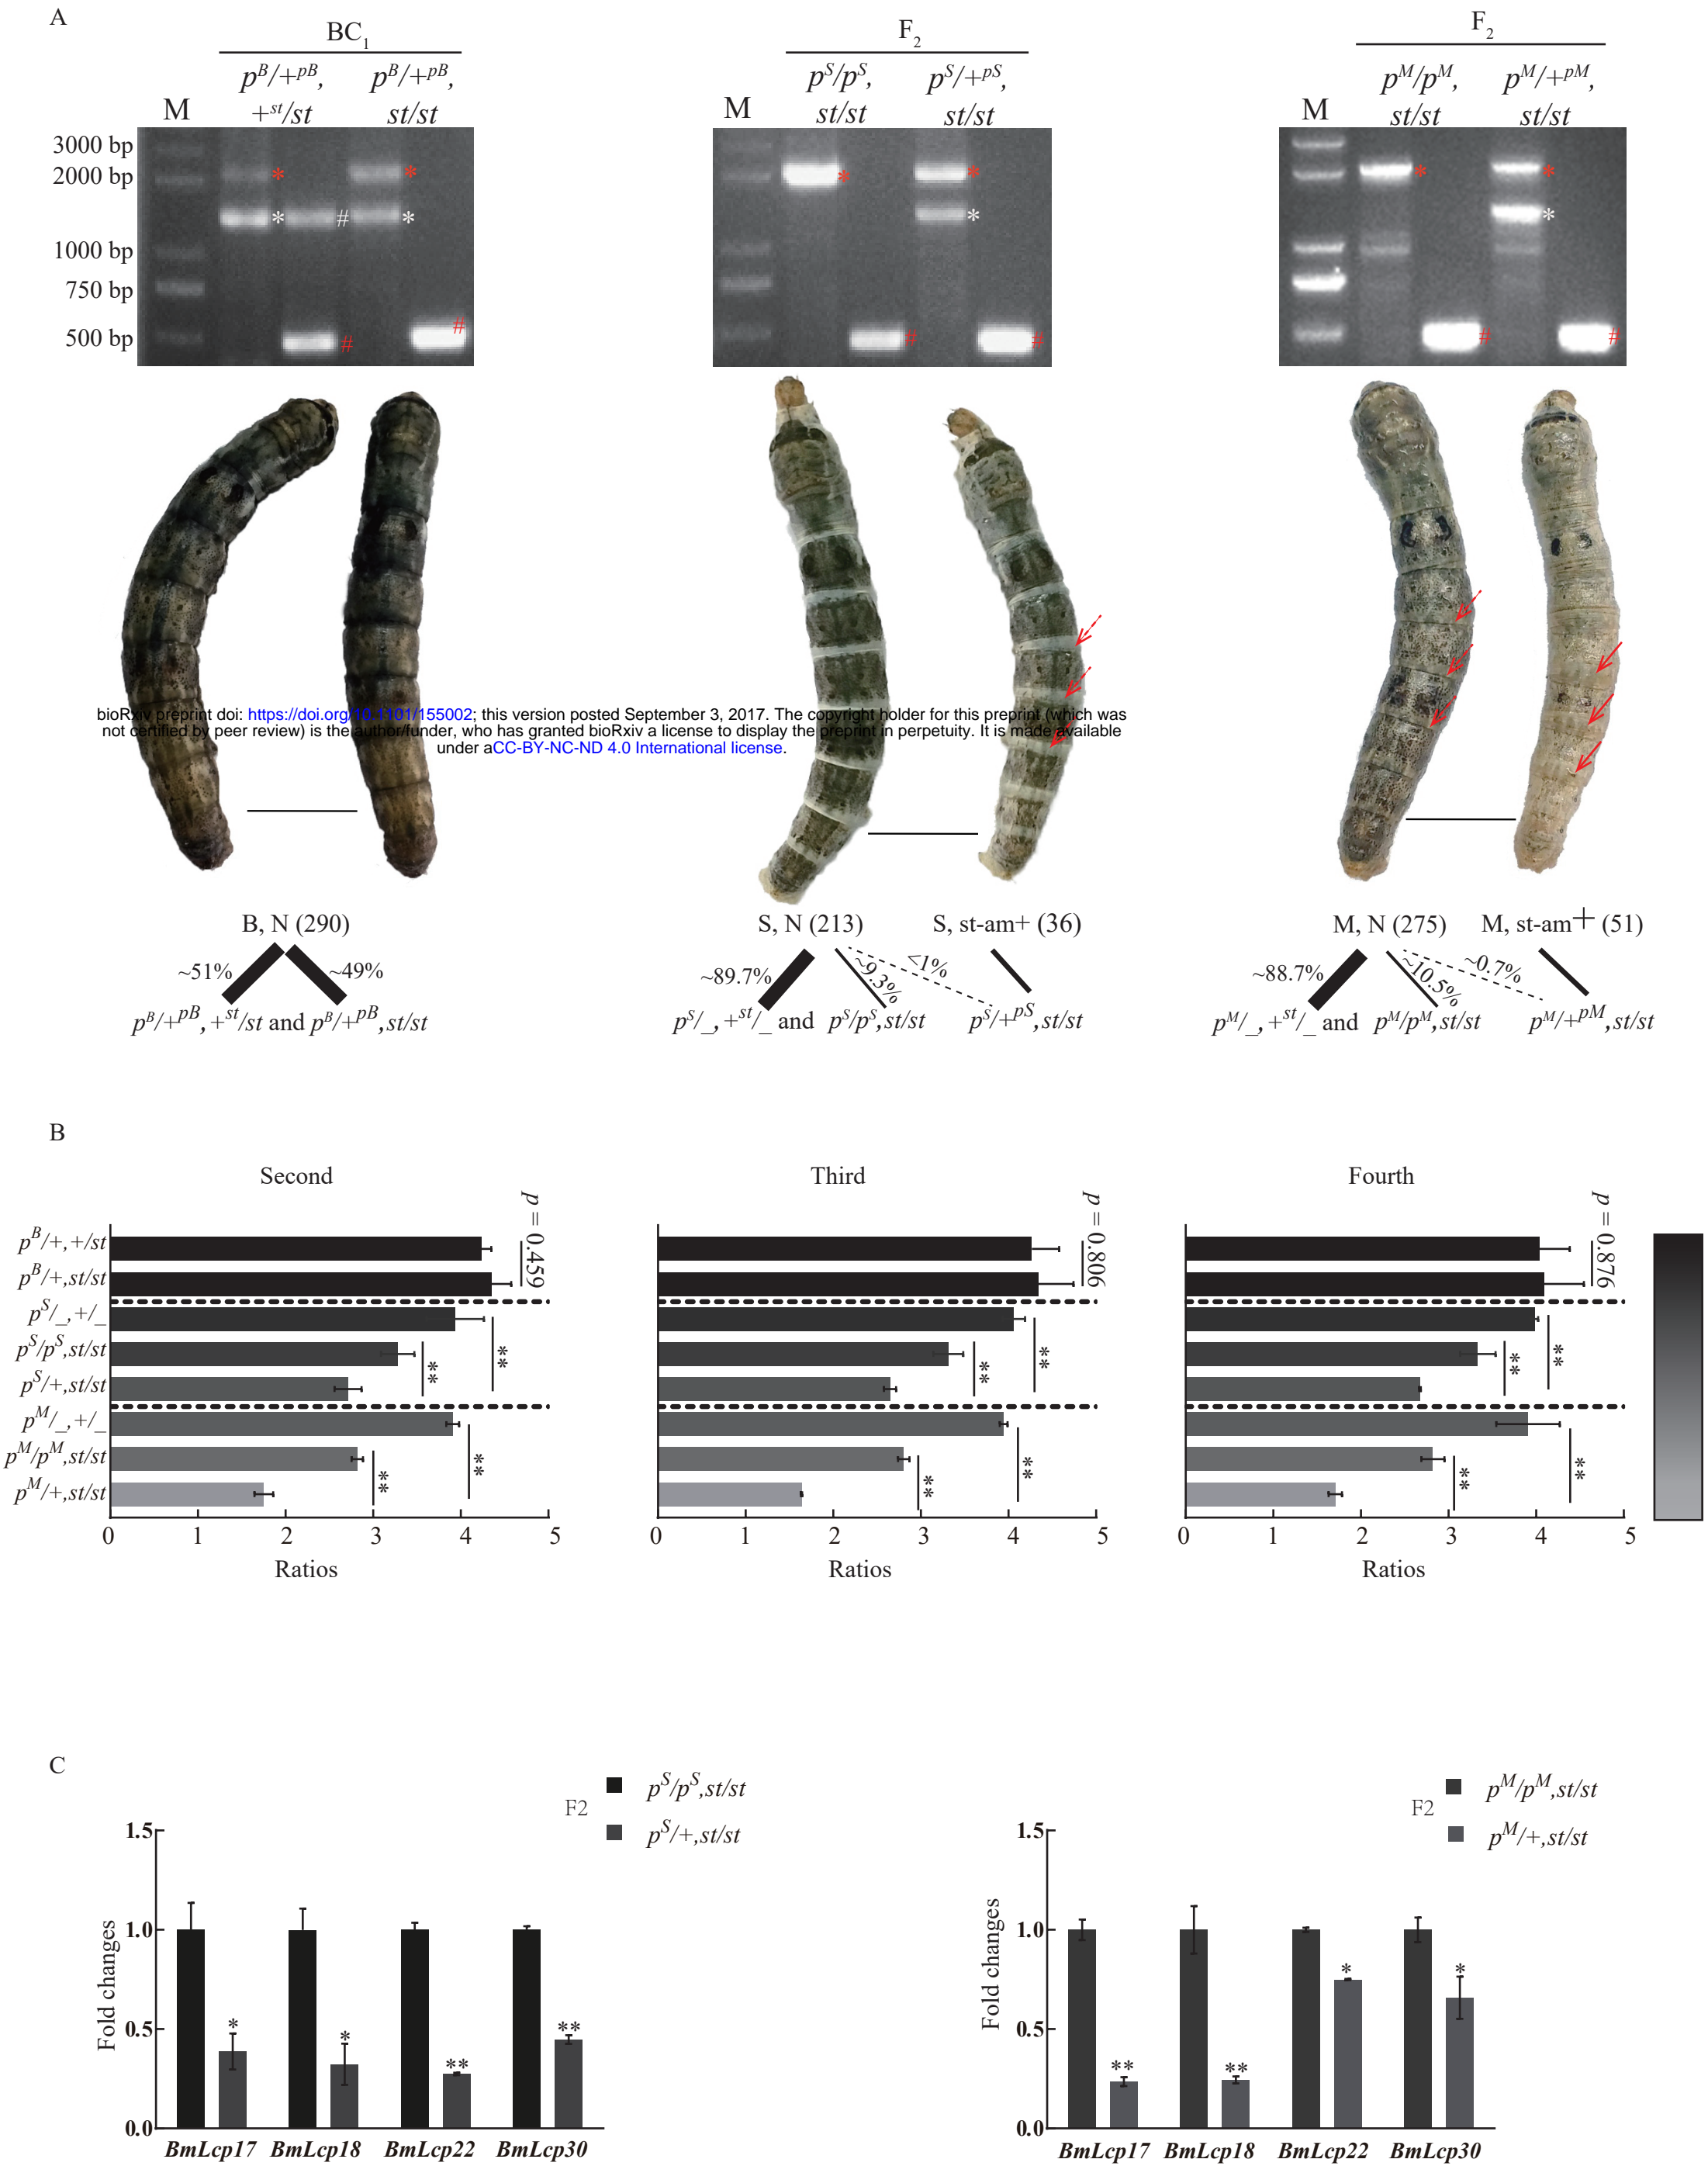 A
BC1
F2
F2
pB/+pB, pB/+pB,
pS/pS, pS/+pS,
pM/pM, pM/+pM,
M +st/st st/st
M st/st st/st
M st/st st/st
3000 bp
2000 bp
1000 bp
750 bp
500 bp
* * * # # #
* * * # #
* * * # #
bioRxiv preprint doi: https://doi.org/10.1101/155002; this version posted September 3, 2017. The copyright holder for this preprint (which was
not certified by peer review) is the author/funder, who has granted bioRxiv a license to display the preprint in perpetuity. It is made available
under aCC-BY-NC-ND 4.0 International license.
B, N (290)
S, N (213) S, st-am+ (36)
M, N (275) M, st-am+ (51)
~51% ~49%
~89.7% ~9.3% <1%
~88.7% ~10.5% ~0.7%
pB/+pB, +st/st and pB/+pB,st/st
pS/_, +st/_ and pS/pS,st/st pS/+pS,st/st
pM/_, +st/_ and pM/pM,st/st pM/+pM,st/st
B
Second
Third
Fourth
pB/+,+/st
pB/+,st/st
pS/_,+/_
pS/pS,st/st
pS/+,st/st
pM/_,+/_
pM/pM,st/st
pM/+,st/st
p = 0.459
** ** ** **
p = 0.806
** ** ** **
p = 0.876
** ** ** **
0 1 2 3 4 5
0 1 2 3 4 5
0 1 2 3 4 5
Ratios
Ratios
Ratios
C
F2
pS/pS,st/st
pS/+,st/st
Fold changes
1.5
1.0
0.5
0.0
* * ** **
BmLcp17 BmLcp18 BmLcp22 BmLcp30
F2
pM/pM,st/st
pM/+,st/st
Fold changes
1.5
1.0
0.5
0.0
** ** * *
BmLcp17 BmLcp18 BmLcp22 BmLcp30